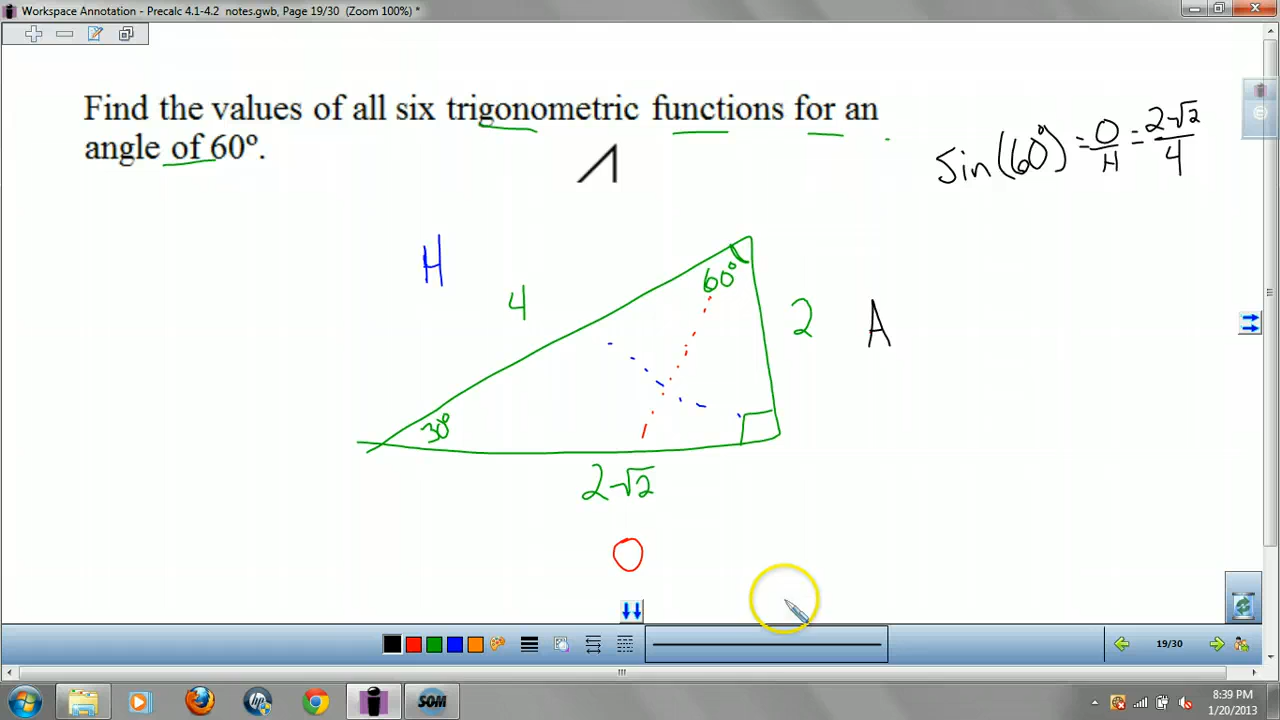 Workspace Annotation - Precalc 4.1-4.2 notes.gwb, Page 19/30 (Zoom 100%) *
Find the values of all six trigonometric functions for an
angle of 60°.
sin(60°) = O/H = 2√2/4
H
4
60°
2
A
30°
2√2
O
19/30
hp
SOM
8:39 PM
1/20/2013